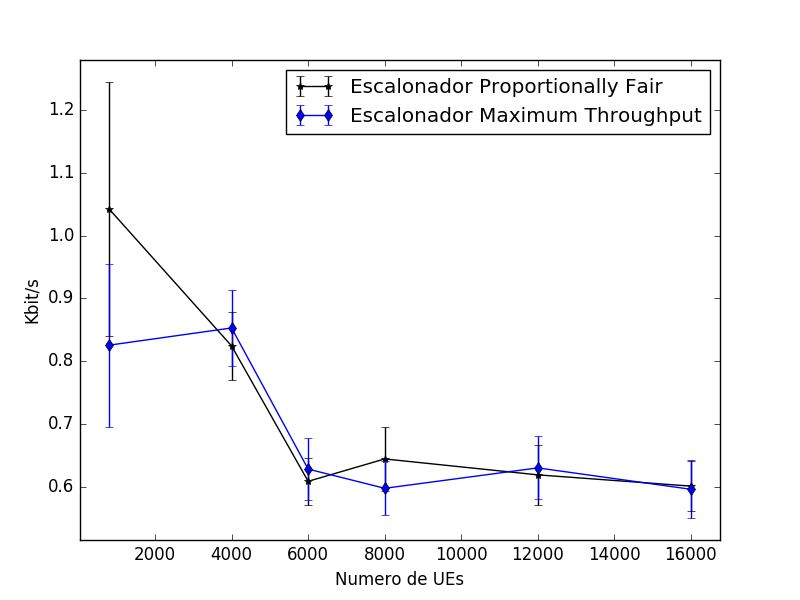 Escalonador Proportionally Fair
Escalonador Maximum Throughput
1.2
1.1
1.0
0.9
0.8
0.7
0.6
Kbit/s
2000 4000 6000 8000 10000 12000 14000 16000
Numero de UEs